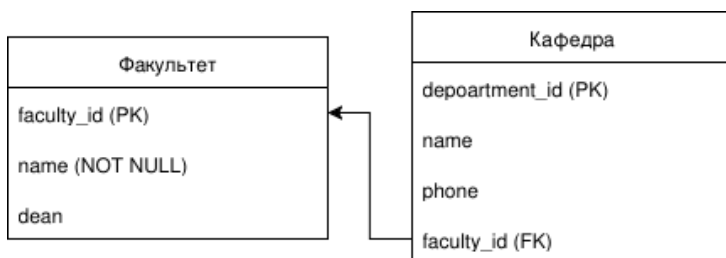 Факультет
faculty_id (PK)
name (NOT NULL)
dean
Кафедра
depoartment_id (PK)
name
phone
faculty_id (FK)